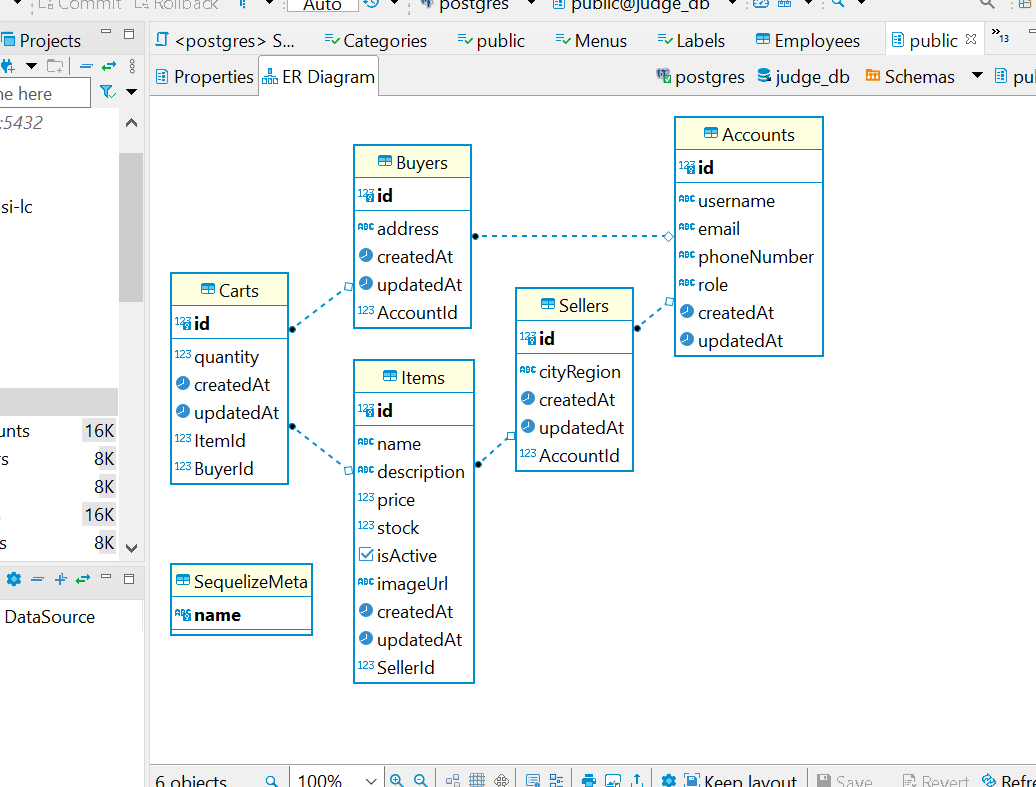 Commit
Rollback
Auto
postgres
public@judge_db
Projects
<postgres> S...
Categories
public
Menus
Labels
Employees
public
13
Properties
ER Diagram
postgres
judge_db
Schemas
pu
ne here
:5432
si-lc
unts 16K
rs 8K
8K
16K
s 8K
DataSource
Buyers
id
address
createdAt
updatedAt
AccountId
Accounts
id
username
email
phoneNumber
role
createdAt
updatedAt
Carts
id
quantity
createdAt
updatedAt
ItemId
BuyerId
Sellers
id
cityRegion
createdAt
updatedAt
AccountId
Items
id
name
description
price
stock
isActive
imageUrl
createdAt
updatedAt
SellerId
SequelizeMeta
name
6 objects
100%
Keep layout
Save
Revert
Refre